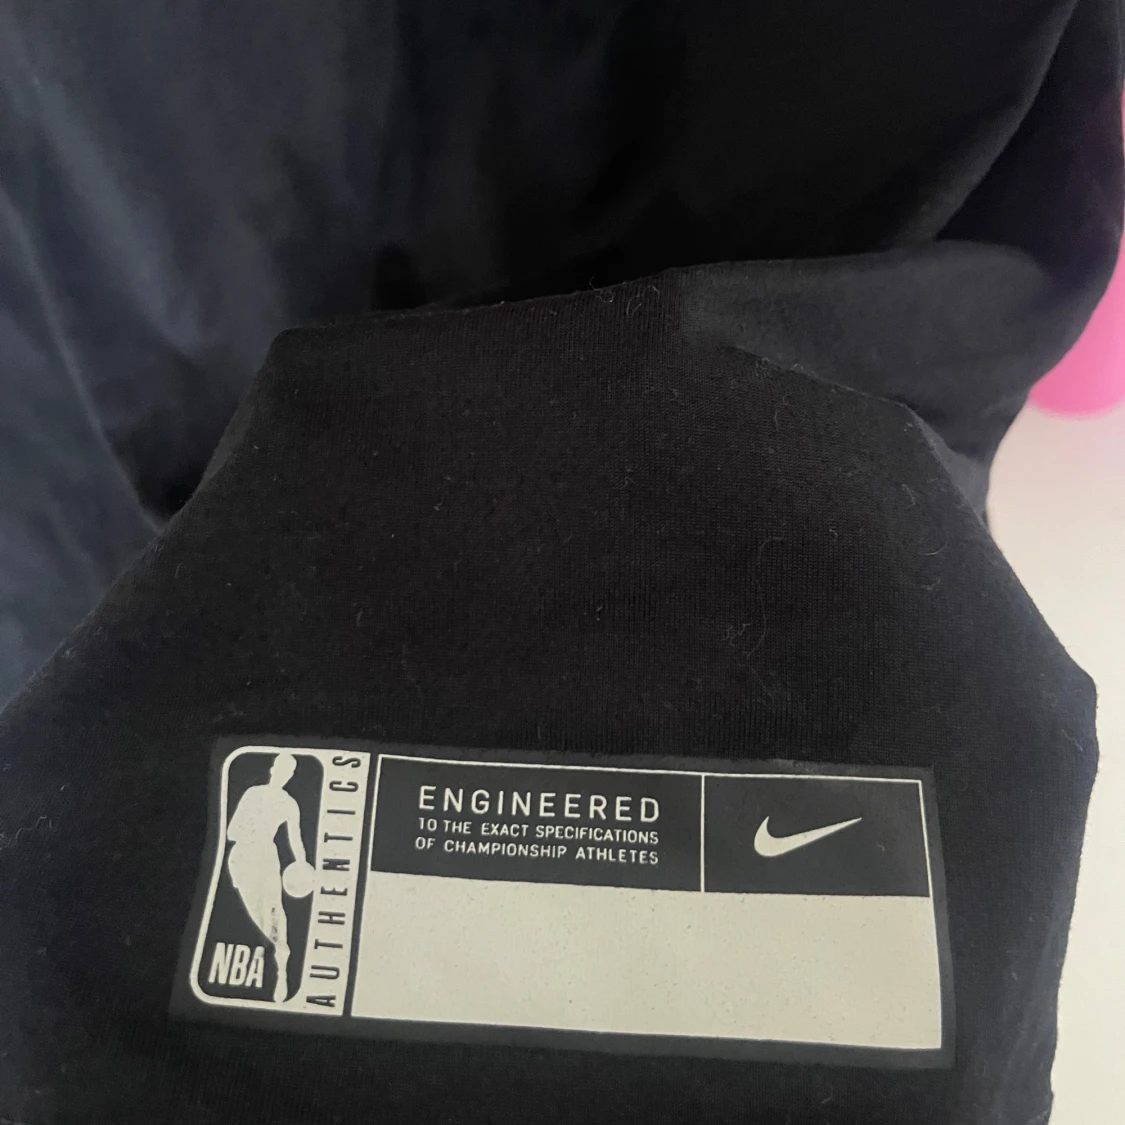 NBA
AUTHENTICS
ENGINEERED
TO THE EXACT SPECIFICATIONS
OF CHAMPIONSHIP ATHLETES